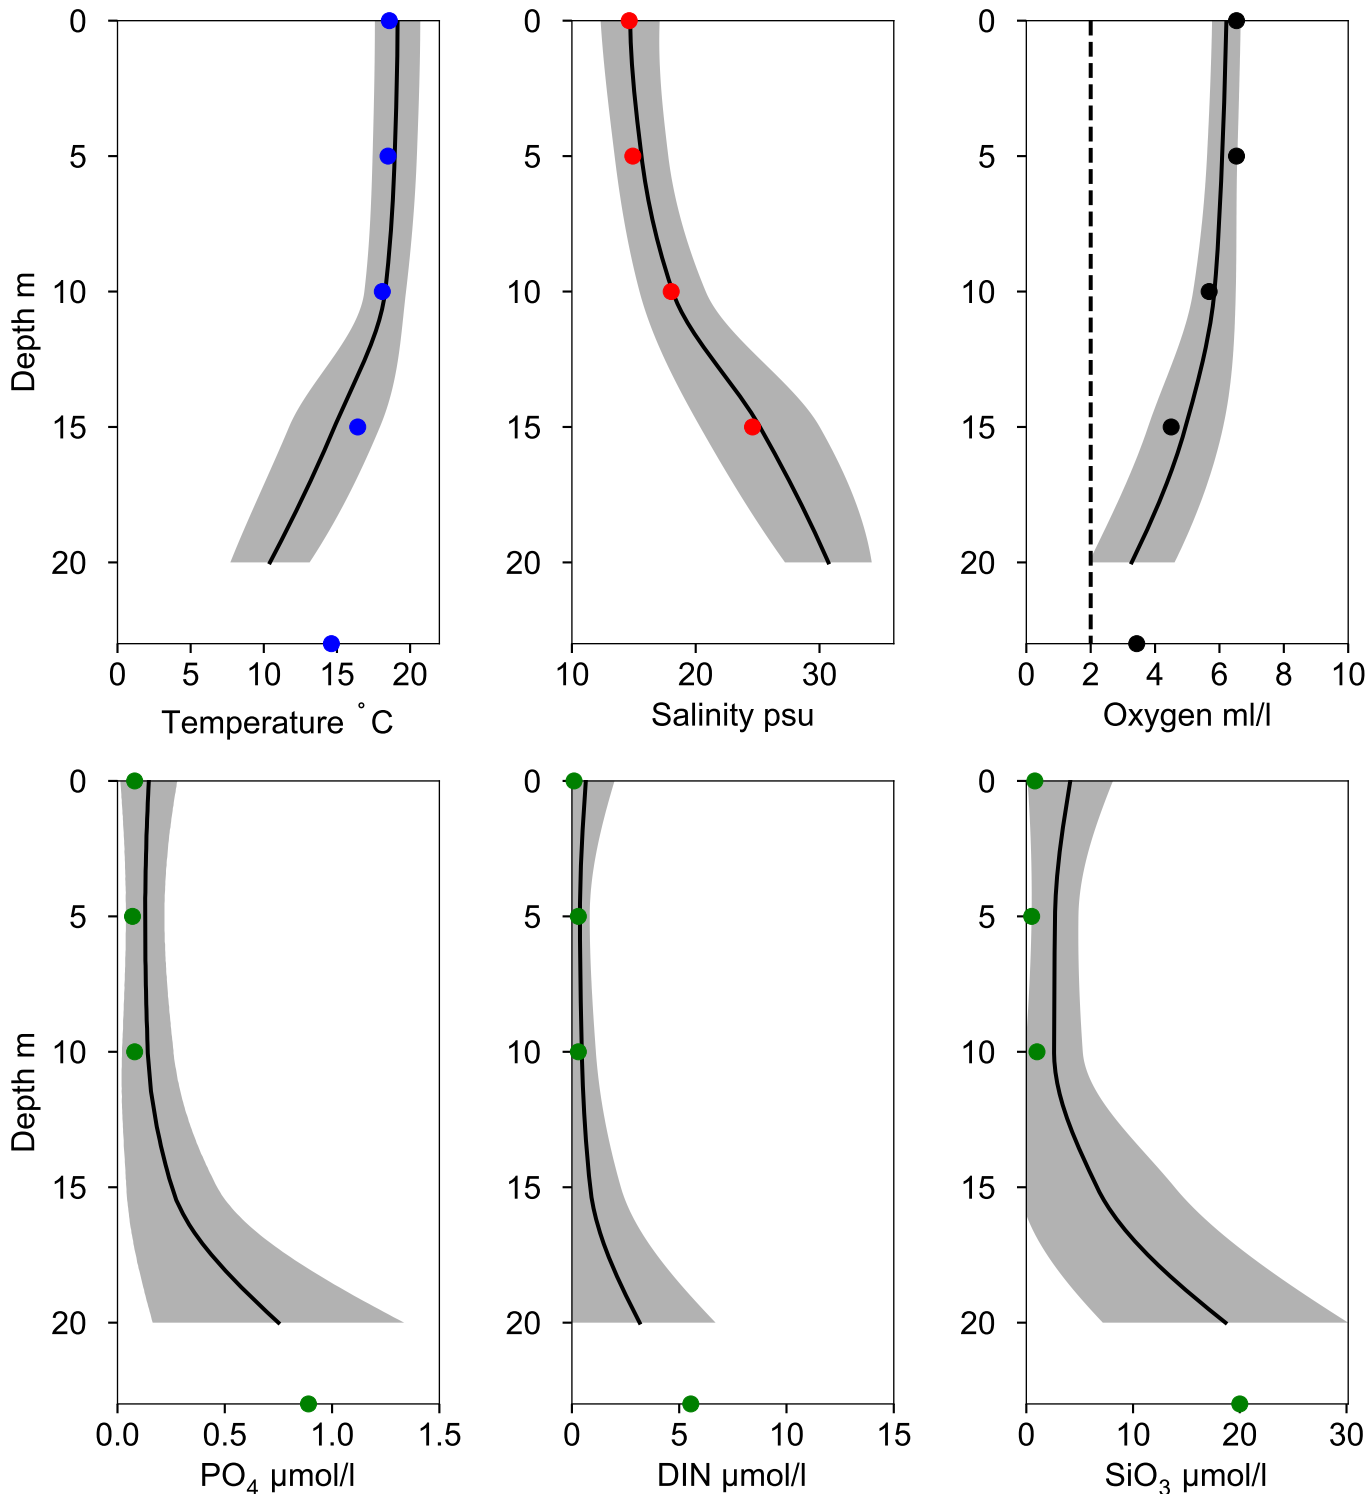 0
5
10
15
20
Depth m
0 5 10 15 20
Temperature °C
0
5
10
15
20
10 20 30
Salinity psu
0
5
10
15
20
0 2 4 6 8 10
Oxygen ml/l
0
5
10
15
20
Depth m
0.0 0.5 1.0 1.5
PO₄ µmol/l
0
5
10
15
20
0 5 10 15
DIN µmol/l
0
5
10
15
20
0 10 20 30
SiO₃ µmol/l